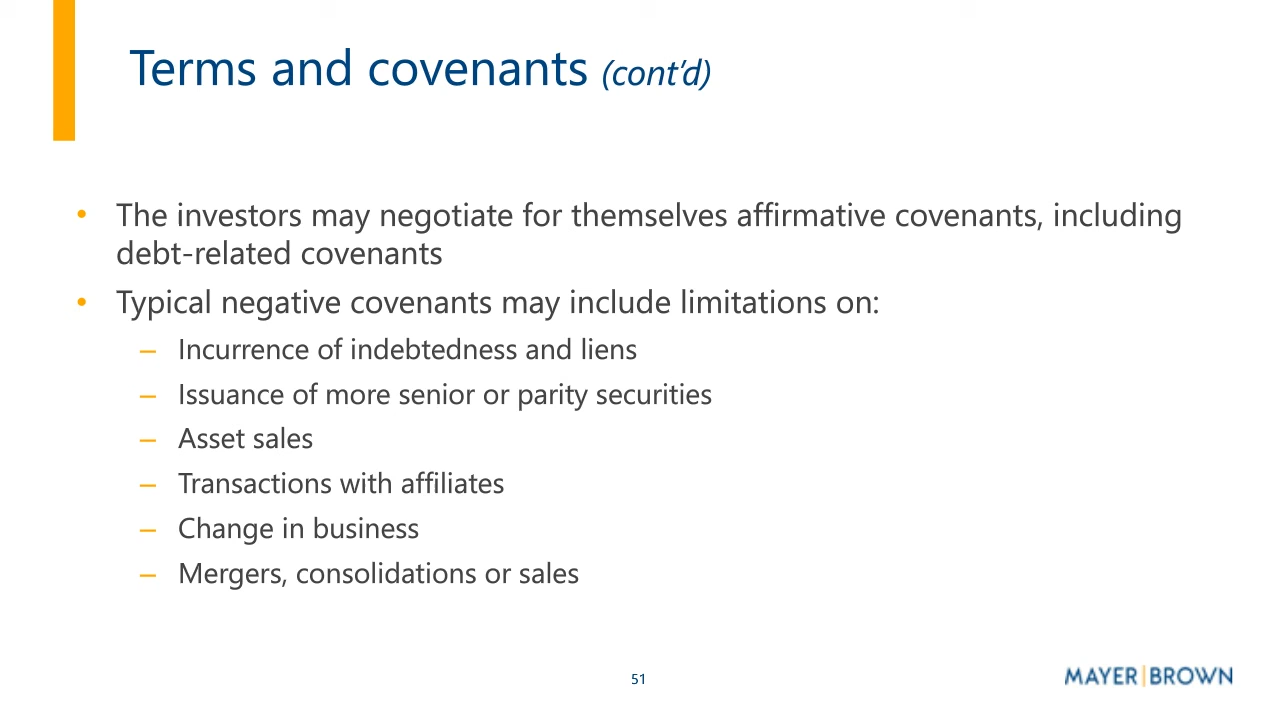 Terms and covenants (cont’d)
• The investors may negotiate for themselves affirmative covenants, including
debt-related covenants
• Typical negative covenants may include limitations on:
– Incurrence of indebtedness and liens
– Issuance of more senior or parity securities
– Asset sales
– Transactions with affiliates
– Change in business
– Mergers, consolidations or sales
51
MAYER|BROWN